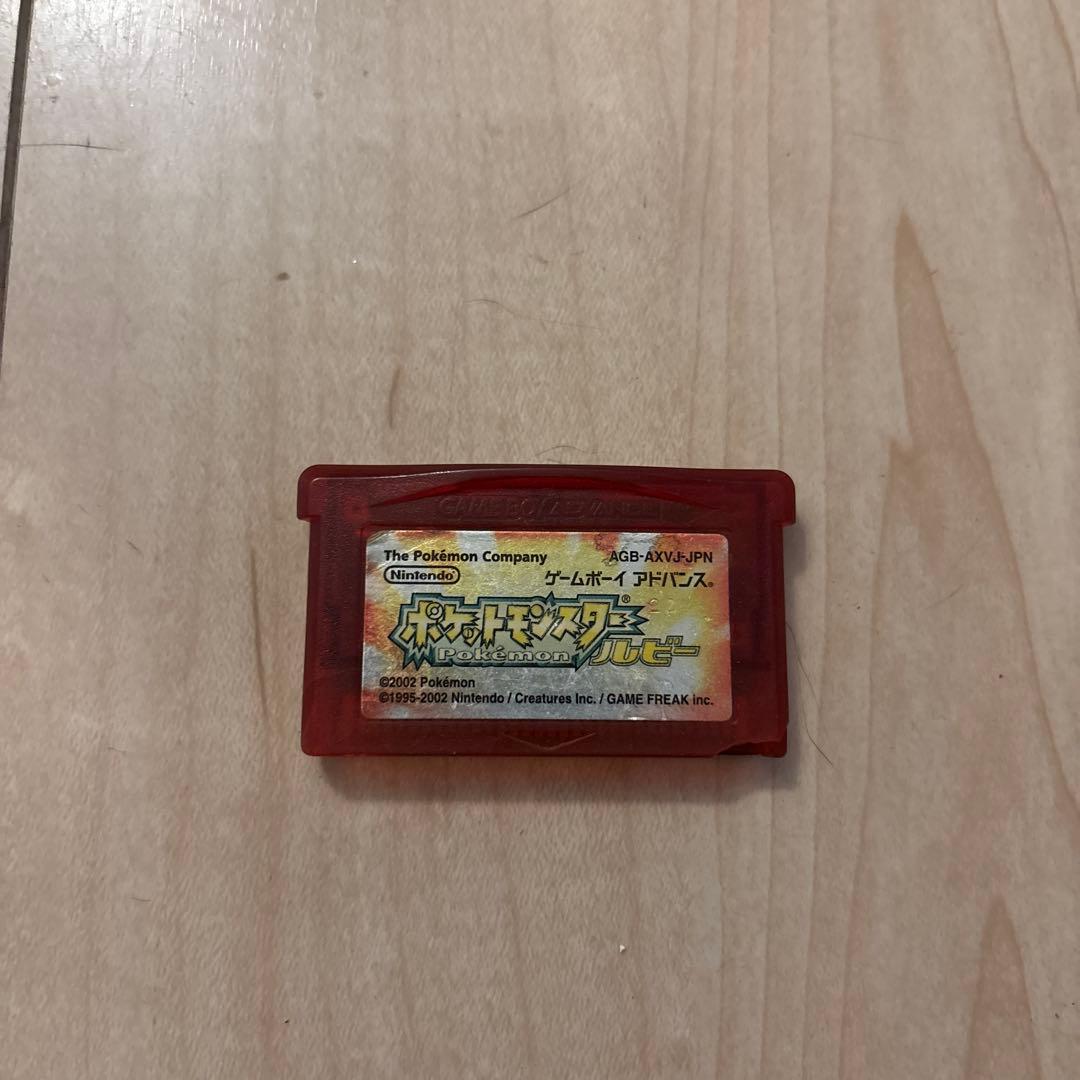 GAME BOY ADVANCE
The Pokémon Company
AGB-AXVJ-JPN
Nintendo
ゲームボーイ アドバンス®
ポケットモンスター®
Pokémon
ルビー
©2002 Pokémon
©1995-2002 Nintendo / Creatures Inc. / GAME FREAK inc.